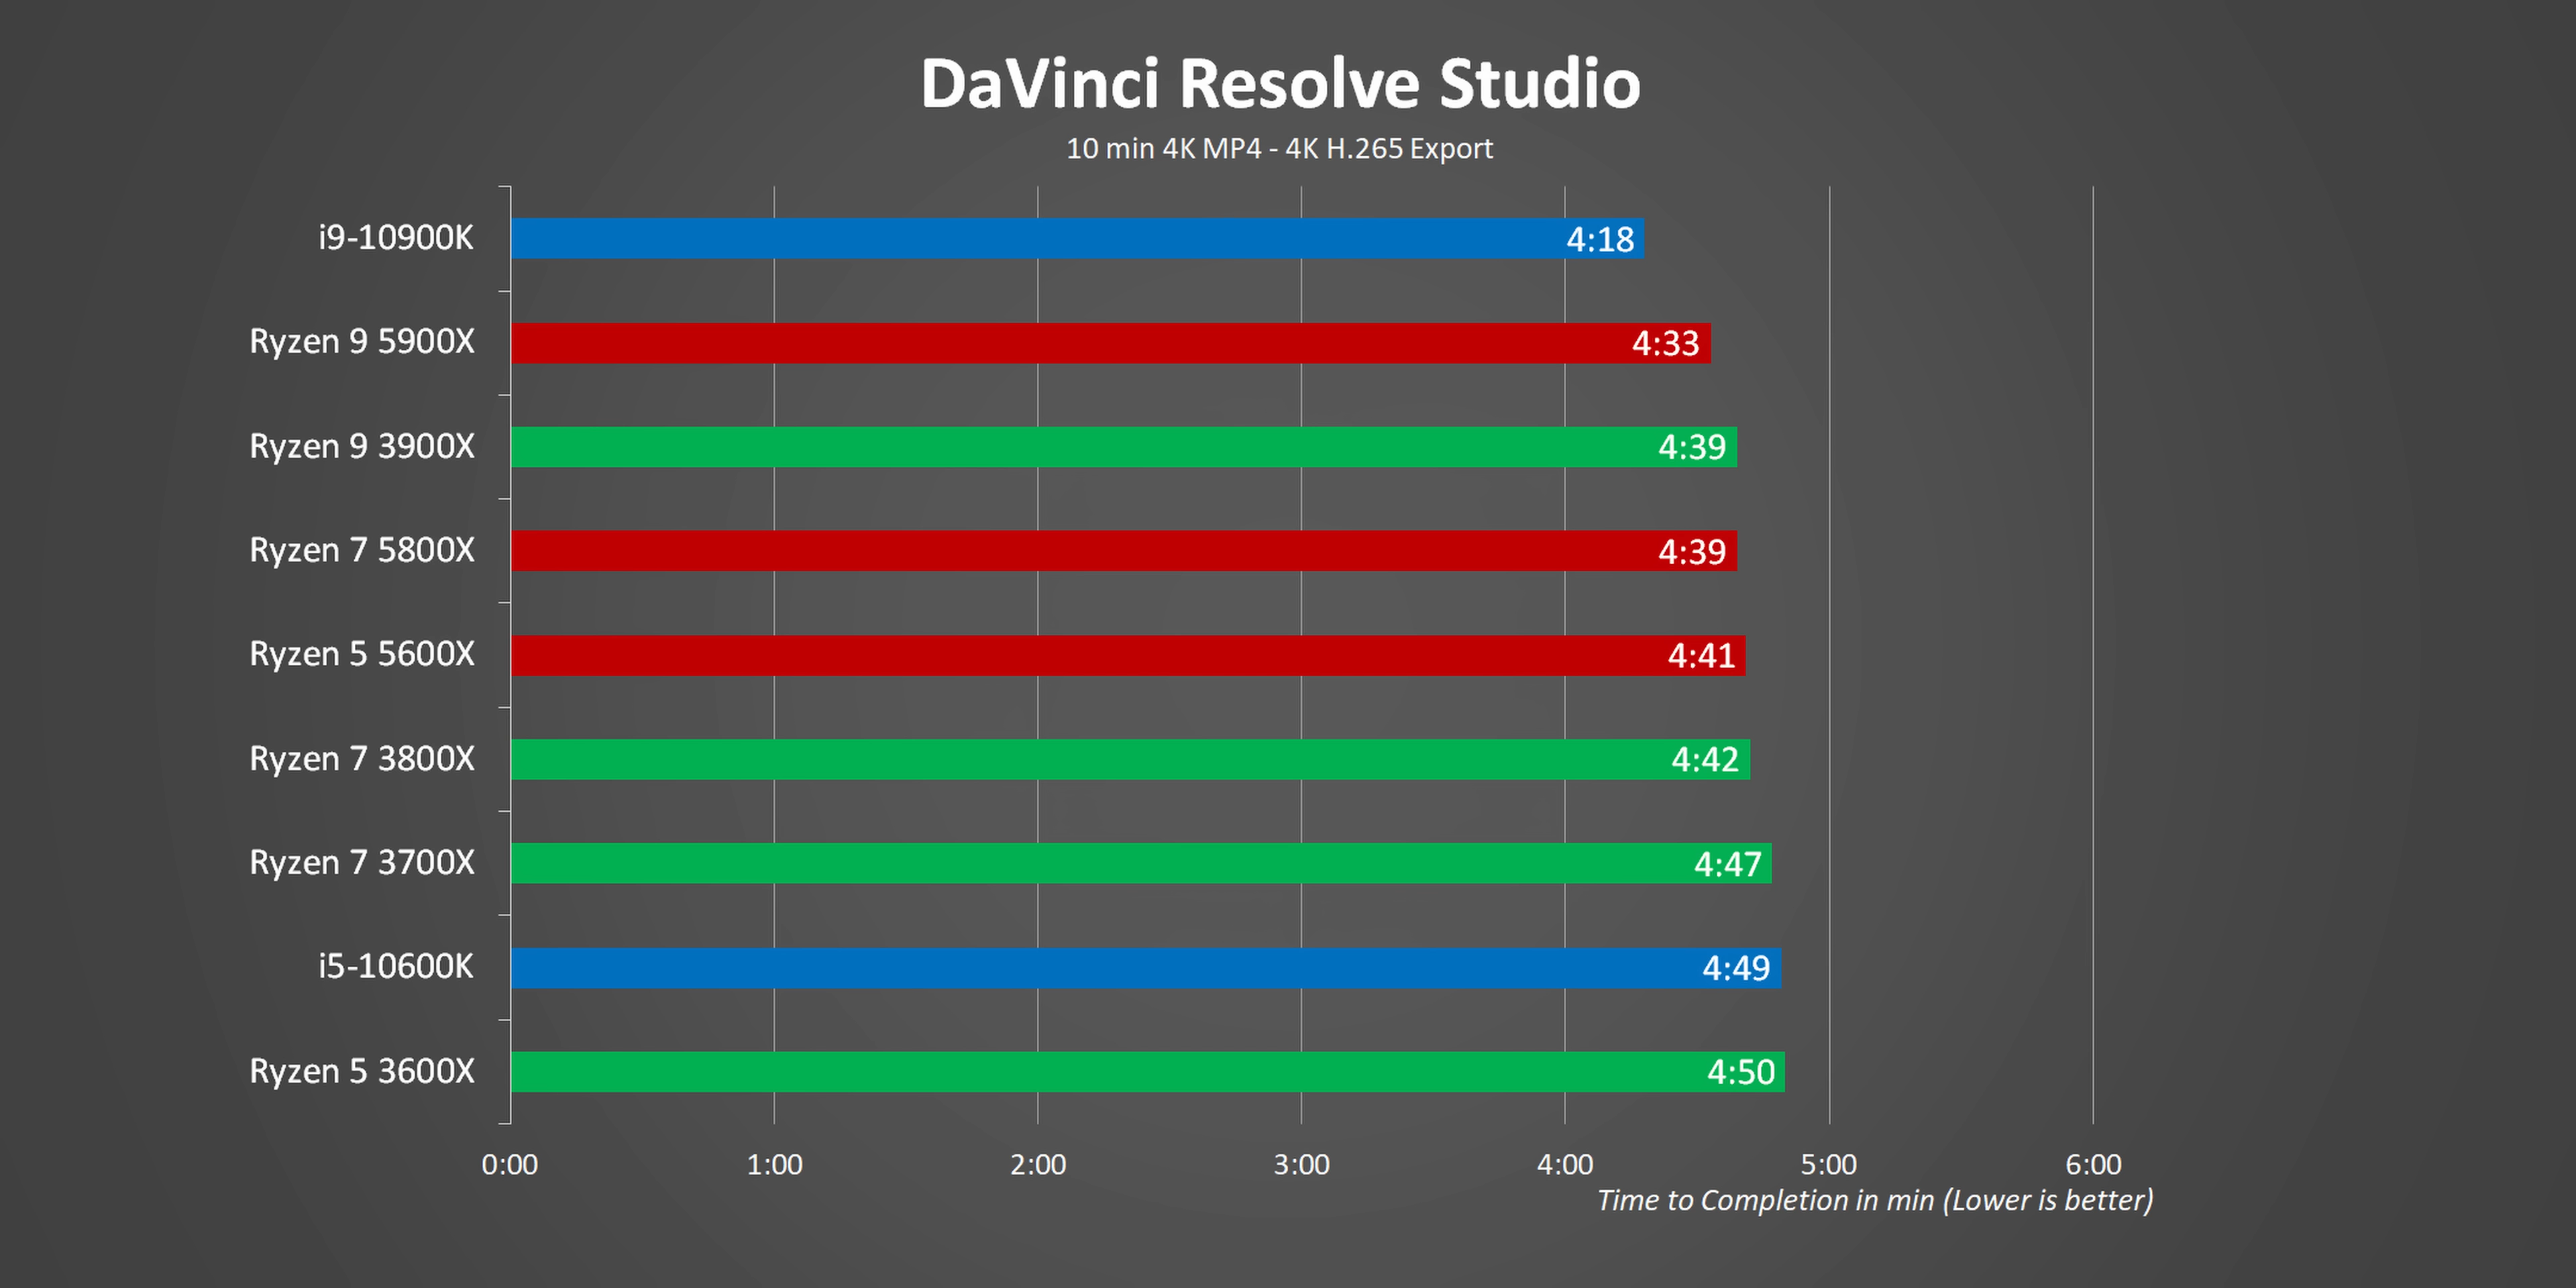 DaVinci Resolve Studio
10 min 4K MP4 - 4K H.265 Export
i9-10900K 4:18
Ryzen 9 5900X 4:33
Ryzen 9 3900X 4:39
Ryzen 7 5800X 4:39
Ryzen 5 5600X 4:41
Ryzen 7 3800X 4:42
Ryzen 7 3700X 4:47
i5-10600K 4:49
Ryzen 5 3600X 4:50
0:00 1:00 2:00 3:00 4:00 5:00 6:00
Time to Completion in min (Lower is better)